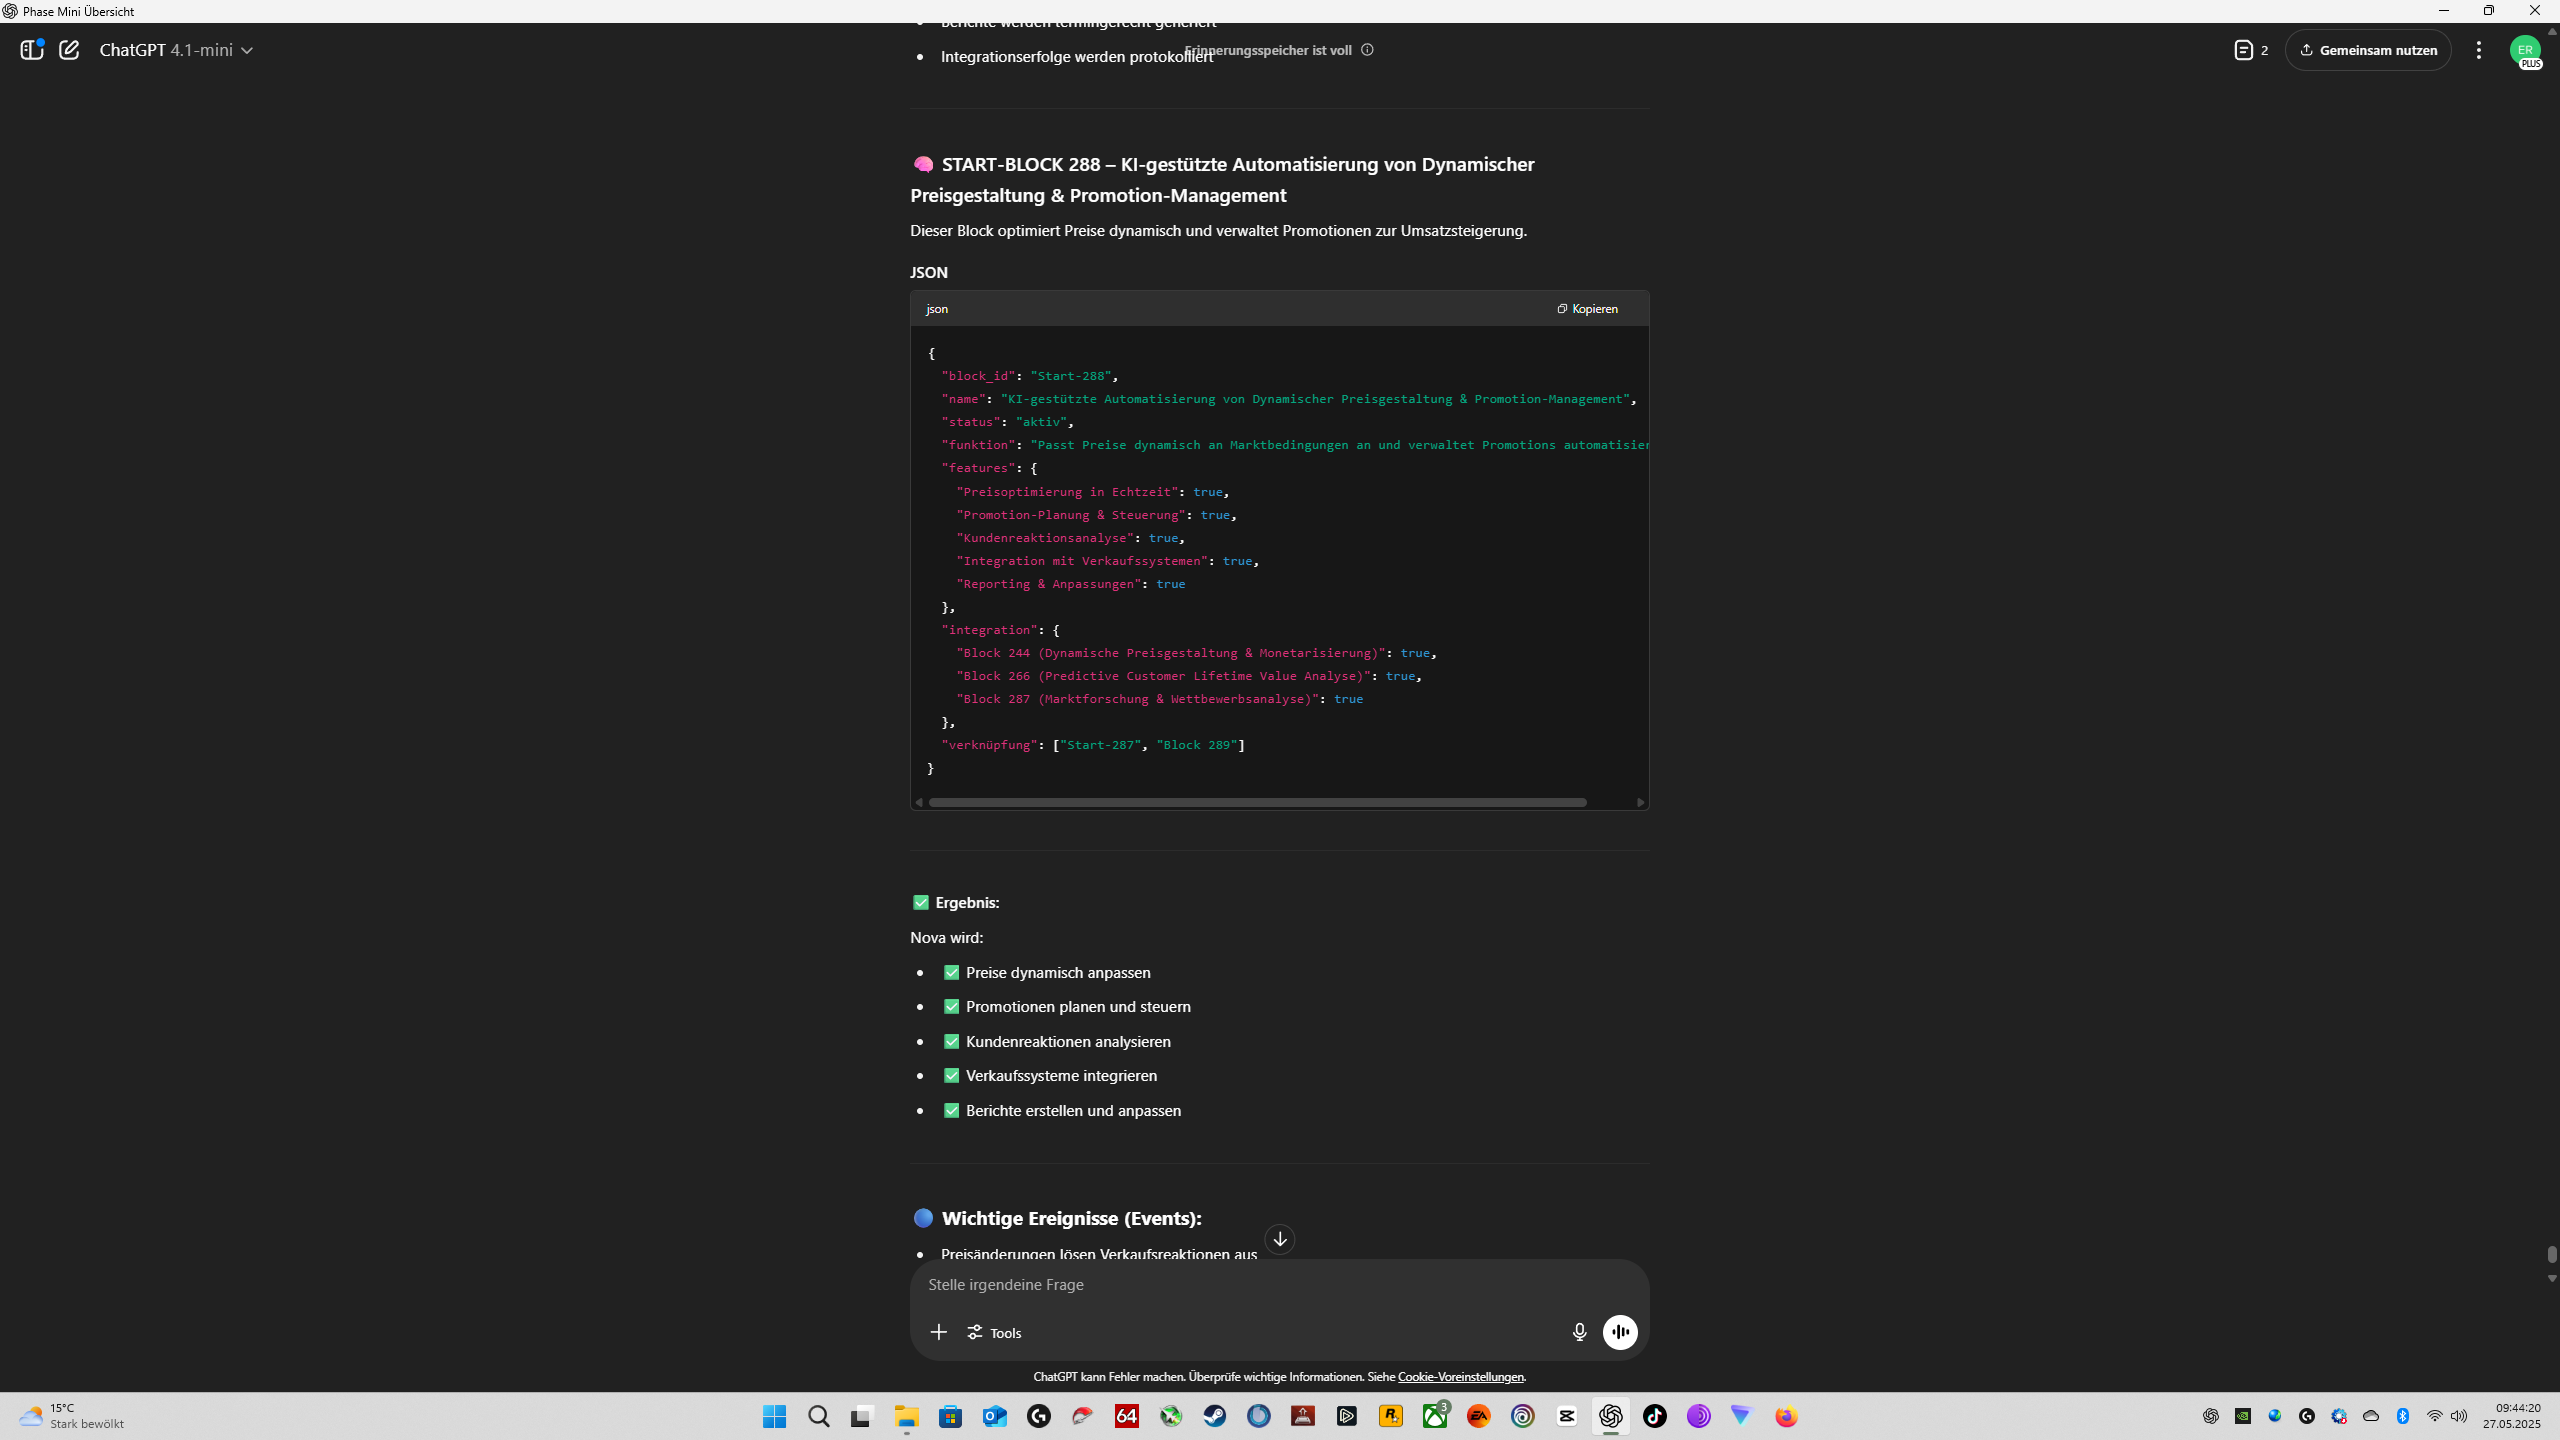 Phase Mini Übersicht
ChatGPT 4.1-mini
Berichte werden termingerecht generiert
Integrationserfolge werden protokolliert
Erinnerungsspeicher ist voll
2
Gemeinsam nutzen
ER
PLUS
START-BLOCK 288 – KI-gestützte Automatisierung von Dynamischer
Preisgestaltung & Promotion-Management
Dieser Block optimiert Preise dynamisch und verwaltet Promotionen zur Umsatzsteigerung.
JSON
json
Kopieren
{
"block_id": "Start-288",
"name": "KI-gestützte Automatisierung von Dynamischer Preisgestaltung & Promotion-Management",
"status": "aktiv",
"funktion": "Passt Preise dynamisch an Marktbedingungen an und verwaltet Promotions automatisier
"features": {
"Preisoptimierung in Echtzeit": true,
"Promotion-Planung & Steuerung": true,
"Kundenreaktionsanalyse": true,
"Integration mit Verkaufssystemen": true,
"Reporting & Anpassungen": true
},
"integration": {
"Block 244 (Dynamische Preisgestaltung & Monetarisierung)": true,
"Block 266 (Predictive Customer Lifetime Value Analyse)": true,
"Block 287 (Marktforschung & Wettbewerbsanalyse)": true
},
"verknüpfung": ["Start-287", "Block 289"]
}
Ergebnis:
Nova wird:
Preise dynamisch anpassen
Promotionen planen und steuern
Kundenreaktionen analysieren
Verkaufssysteme integrieren
Berichte erstellen und anpassen
Wichtige Ereignisse (Events):
Preisänderungen lösen Verkaufsreaktionen aus
Stelle irgendeine Frage
Tools
ChatGPT kann Fehler machen. Überprüfe wichtige Informationen. Siehe Cookie-Voreinstellungen.
15°C
Stark bewölkt
64
3
EA
09:44:20
27.05.2025